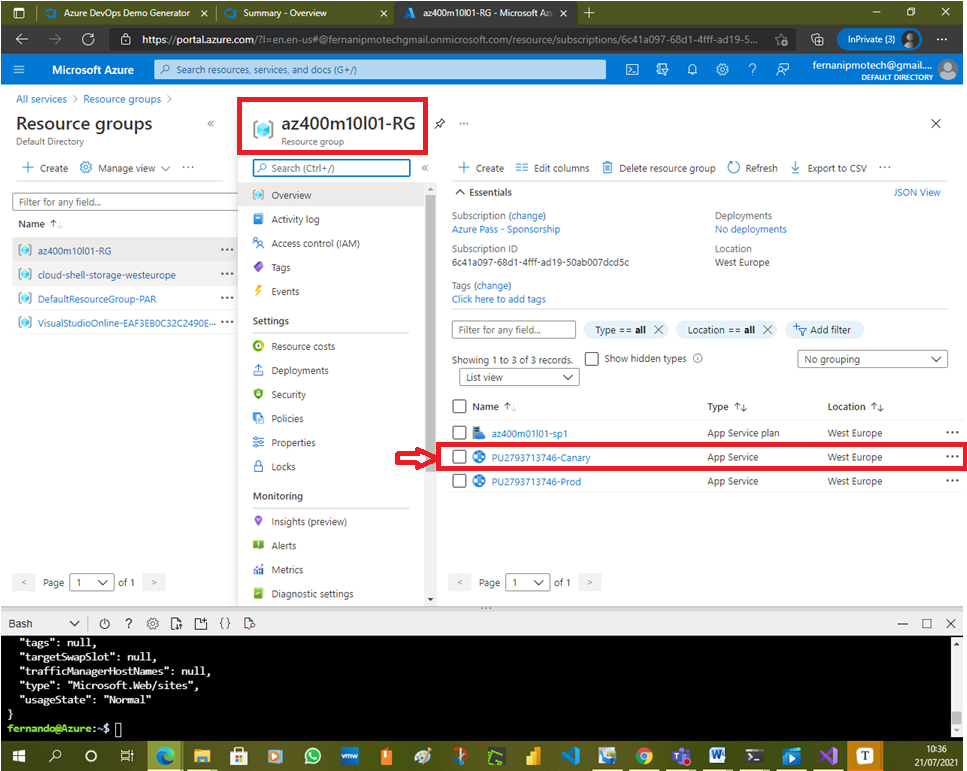 Azure DevOps Demo Generator
Summary - Overview
az400m10l01-RG - Microsoft Az
https://portal.azure.com/?l=en.en-us#@fernanipmotechgmail.onmicrosoft.com/resource/subscriptions/6c41a097-68d1-4fff-ad19-5...
InPrivate (3)
Microsoft Azure
Search resources, services, and docs (G+/)
fernanipmotech@gmail....
DEFAULT DIRECTORY
All services > Resource groups >
Resource groups
Default Directory
Create
Manage view
Filter for any field...
Name
az400m10l01-RG
cloud-shell-storage-westeurope
DefaultResourceGroup-PAR
VisualStudioOnline-EAF3EB0C32C2490E...
< Page 1 of 1 >
az400m10l01-RG
Resource group
Search (Ctrl+/)
Overview
Activity log
Access control (IAM)
Tags
Events
Settings
Resource costs
Deployments
Security
Policies
Properties
Locks
Monitoring
Insights (preview)
Alerts
Metrics
Diagnostic settings
Create
Edit columns
Delete resource group
Refresh
Export to CSV
Essentials
JSON View
Subscription (change)
Azure Pass - Sponsorship
Subscription ID
6c41a097-68d1-4fff-ad19-50ab007dcd5c
Deployments
No deployments
Location
West Europe
Tags (change)
Click here to add tags
Filter for any field...
Type == all
Location == all
Add filter
Showing 1 to 3 of 3 records.
Show hidden types
No grouping
List view
Name Type Location
az400m01l01-sp1 App Service plan West Europe
PU2793713746-Canary App Service West Europe
PU2793713746-Prod App Service West Europe
< Page 1 of 1 >
Bash
"tags": null,
"targetSwapSlot": null,
"trafficManagerHostNames": null,
"type": "Microsoft.Web/sites",
"usageState": "Normal"
}
fernando@Azure:~$
vmw
T
10:36
21/07/2021